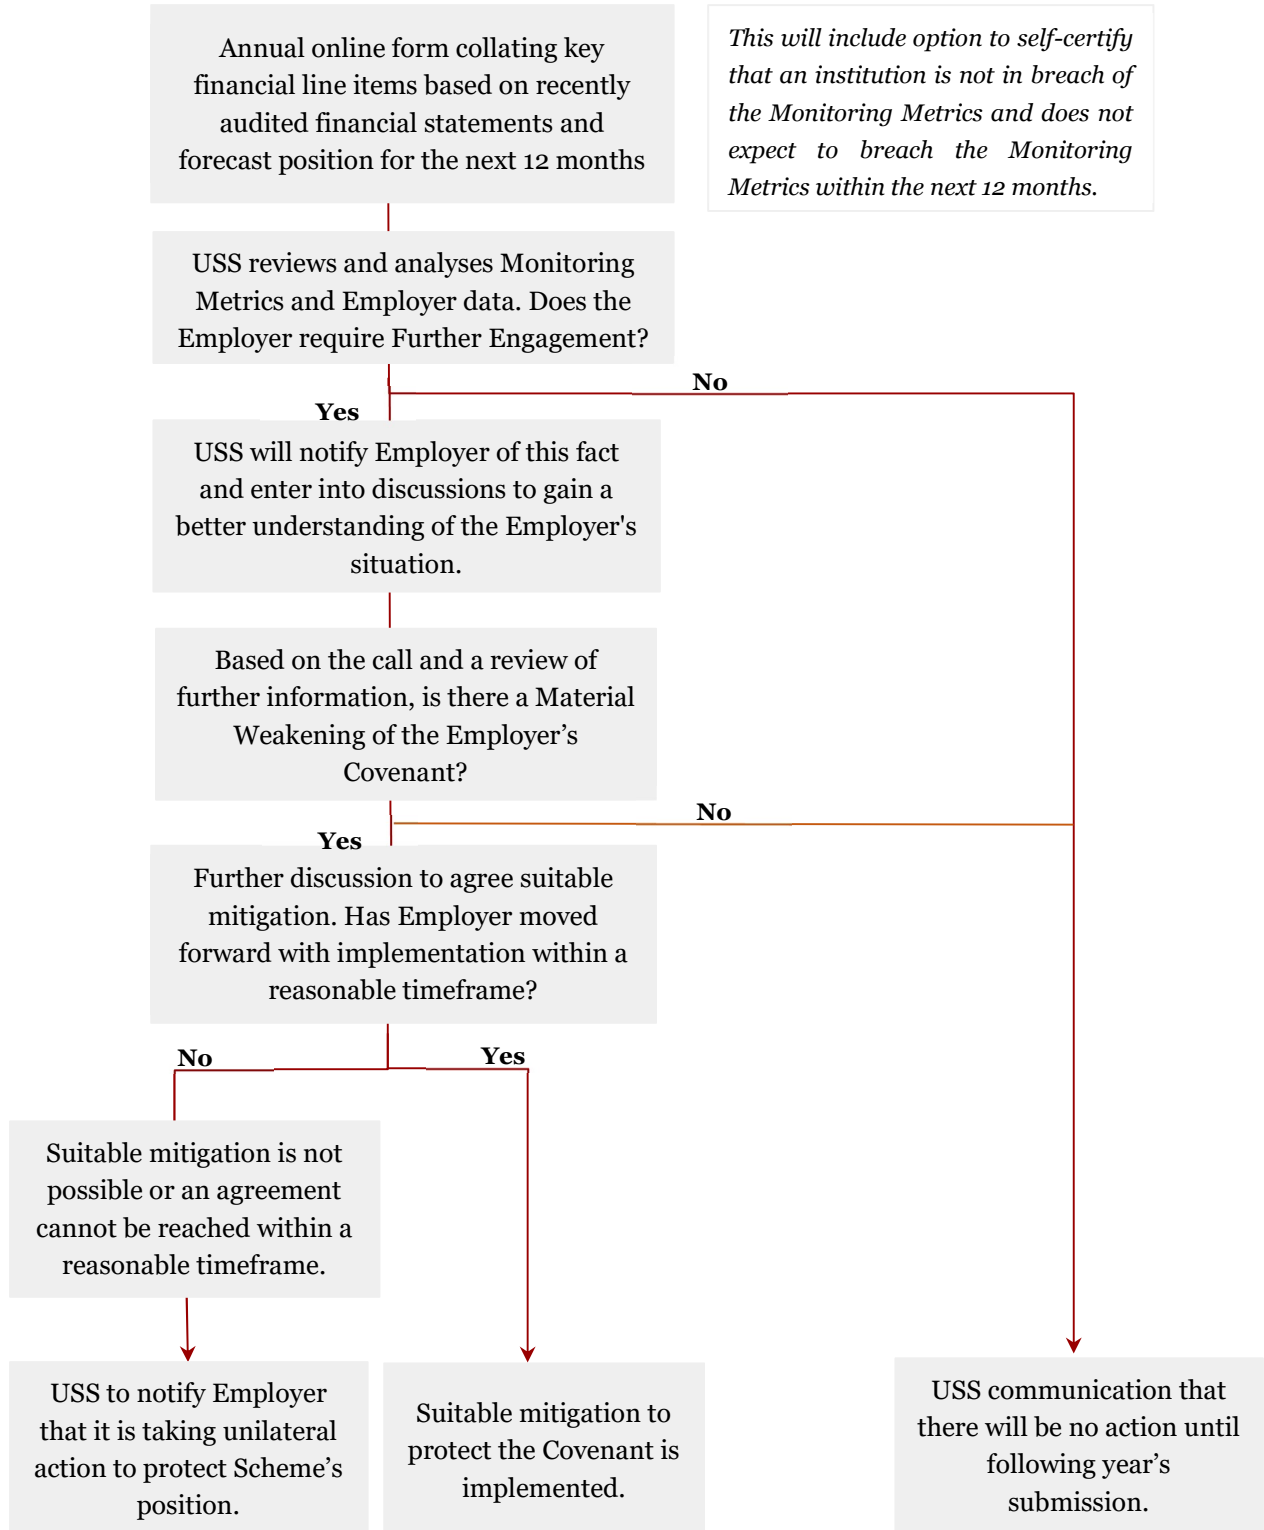 Annual online form collating key
financial line items based on recently
audited financial statements and
forecast position for the next 12 months
This will include option to self-certify
that an institution is not in breach of
the Monitoring Metrics and does not
expect to breach the Monitoring
Metrics within the next 12 months.
USS reviews and analyses Monitoring
Metrics and Employer data. Does the
Employer require Further Engagement?
No
Yes
USS will notify Employer of this fact
and enter into discussions to gain a
better understanding of the Employer's
situation.
Based on the call and a review of
further information, is there a Material
Weakening of the Employer’s
Covenant?
No
Yes
Further discussion to agree suitable
mitigation. Has Employer moved
forward with implementation within a
reasonable timeframe?
No
Yes
Suitable mitigation is not
possible or an agreement
cannot be reached within a
reasonable timeframe.
USS to notify Employer
that it is taking unilateral
action to protect Scheme’s
position.
Suitable mitigation to
protect the Covenant is
implemented.
USS communication that
there will be no action until
following year’s
submission.